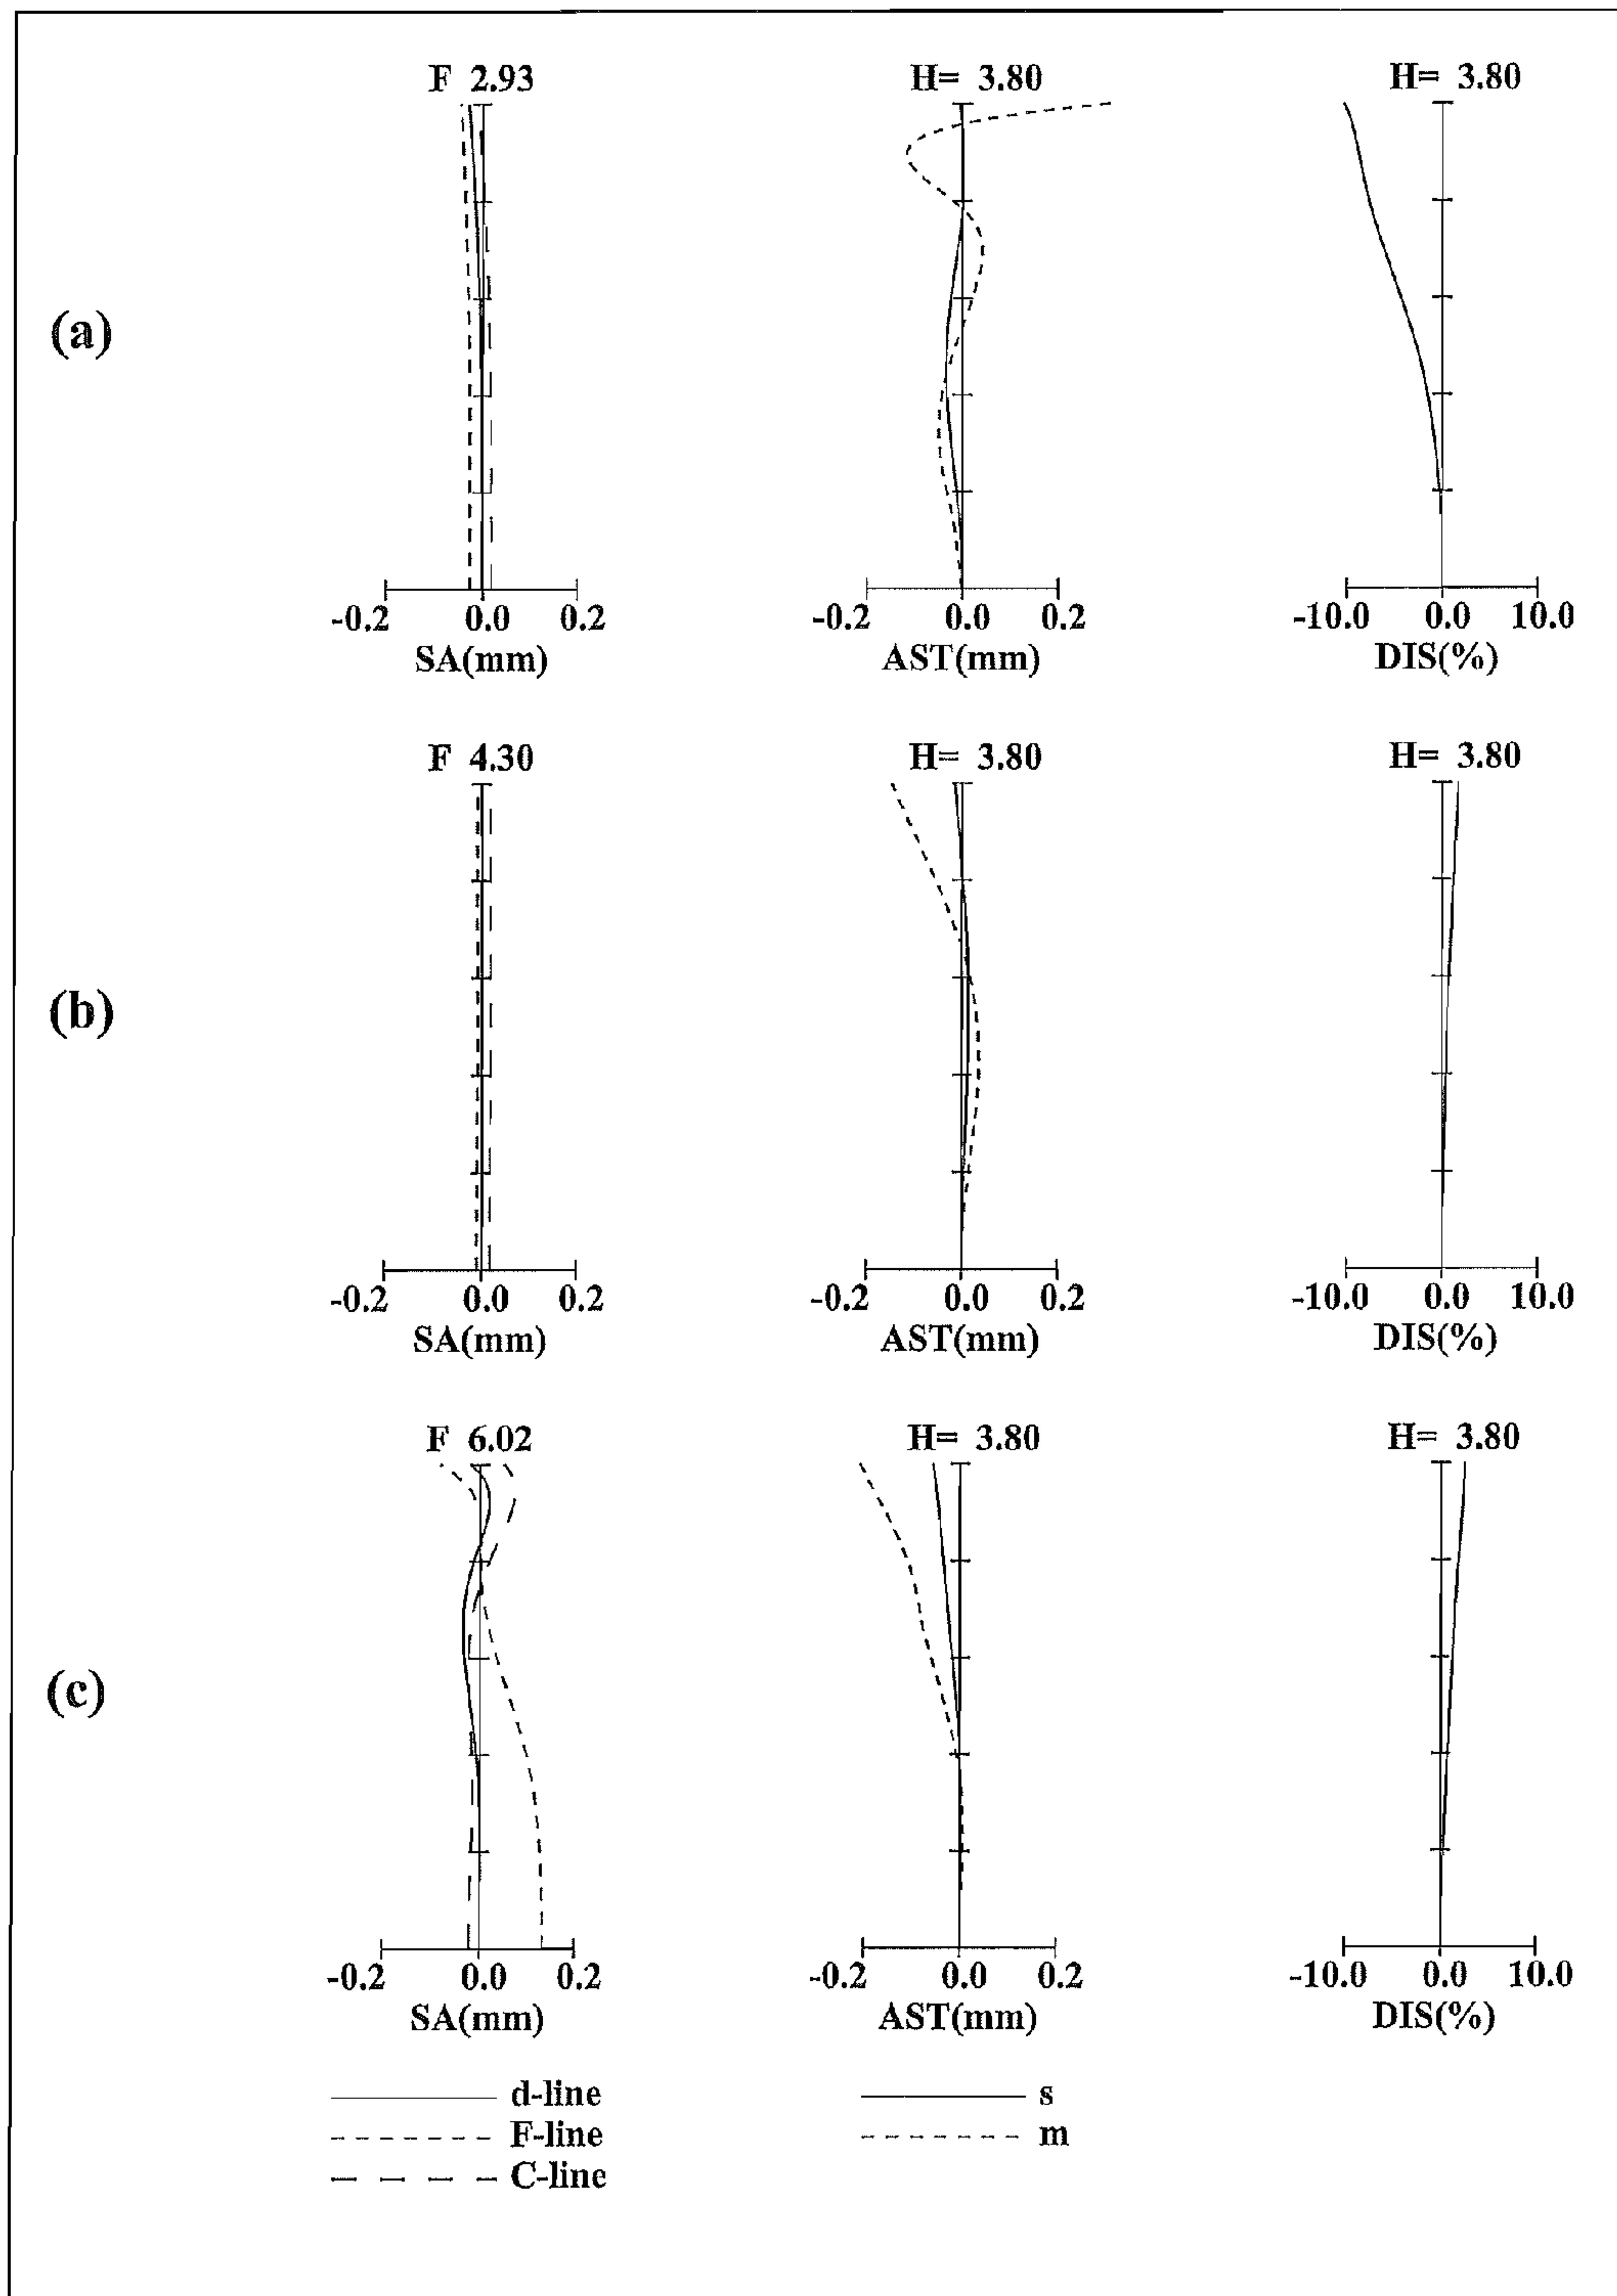 F 2.93 H= 3.80 H= 3.80
(a)
-0.2 0.0 0.2 -0.2 0.0 0.2 -10.0 0.0 10.0
SA(mm) AST(mm) DIS(%)
F 4.30 H= 3.80 H= 3.80
(b)
-0.2 0.0 0.2 -0.2 0.0 0.2 -10.0 0.0 10.0
SA(mm) AST(mm) DIS(%)
F 6.02 H= 3.80 H= 3.80
(c)
-0.2 0.0 0.2 -0.2 0.0 0.2 -10.0 0.0 10.0
SA(mm) AST(mm) DIS(%)
d-line s
F-line m
C-line